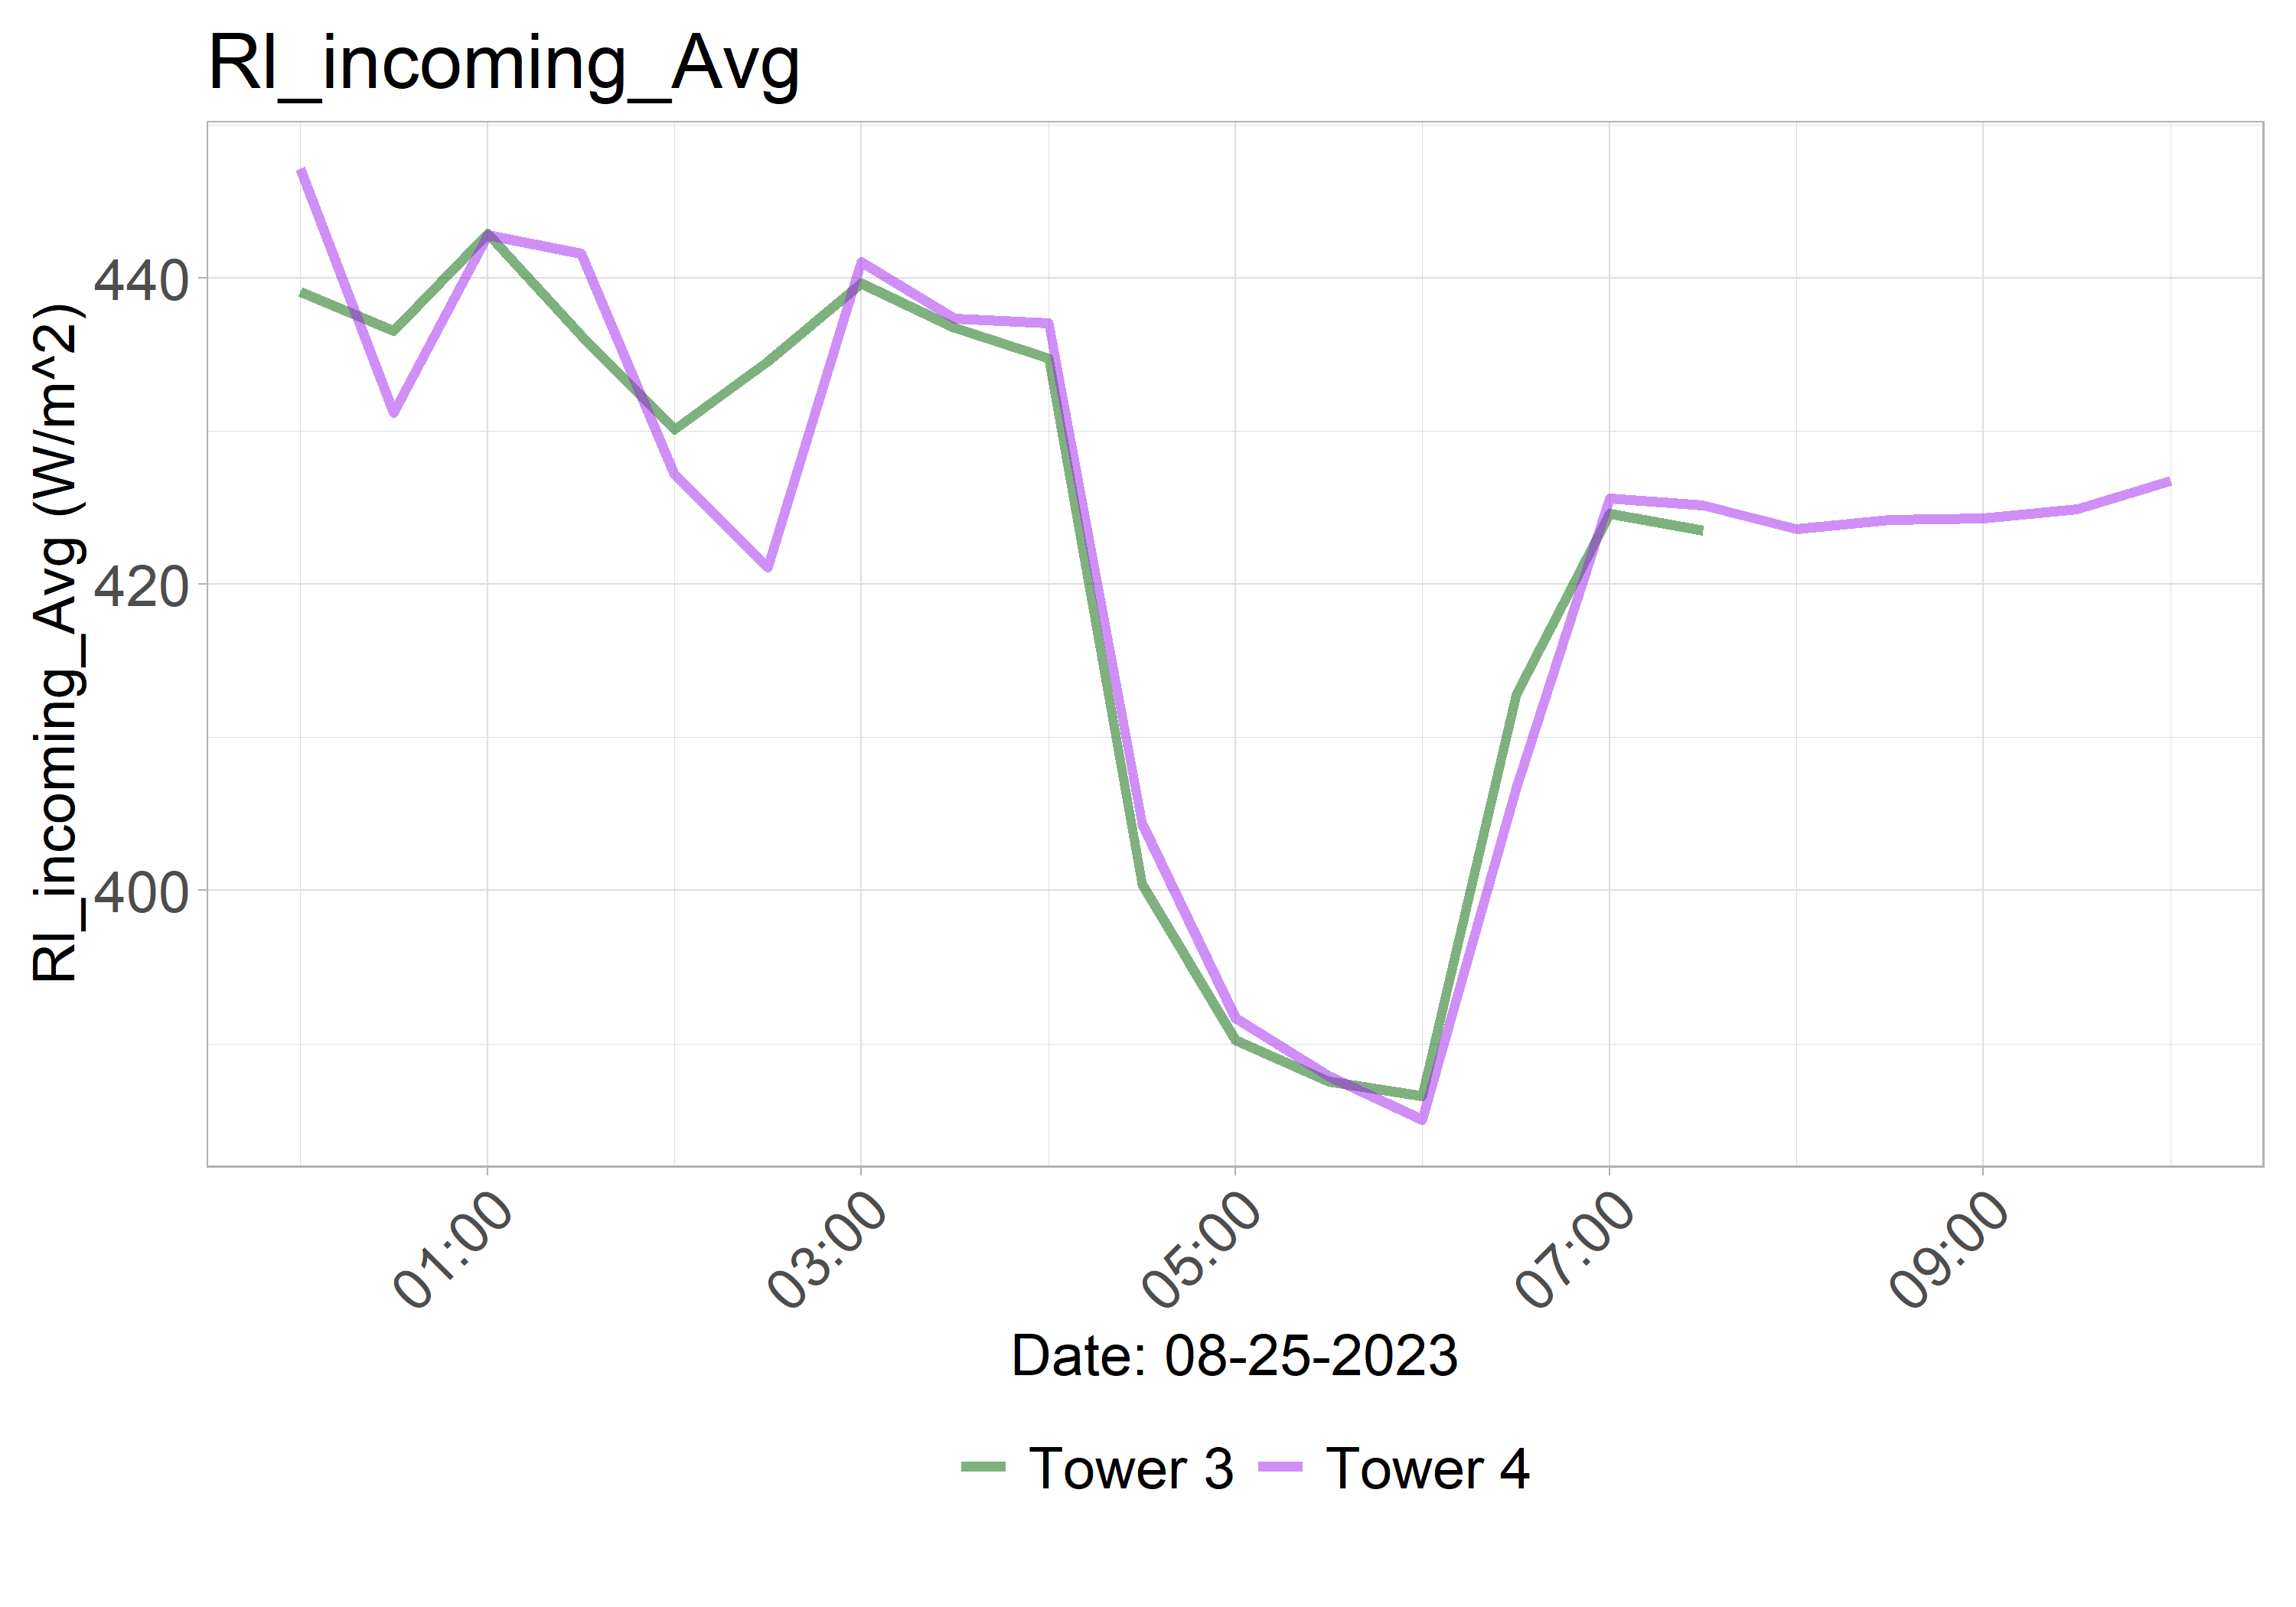 Rl_incoming_Avg
Rl_incoming_Avg (W/m^2)
440
420
400
01:00 03:00 05:00 07:00 09:00
Date: 08-25-2023
Tower 3 Tower 4